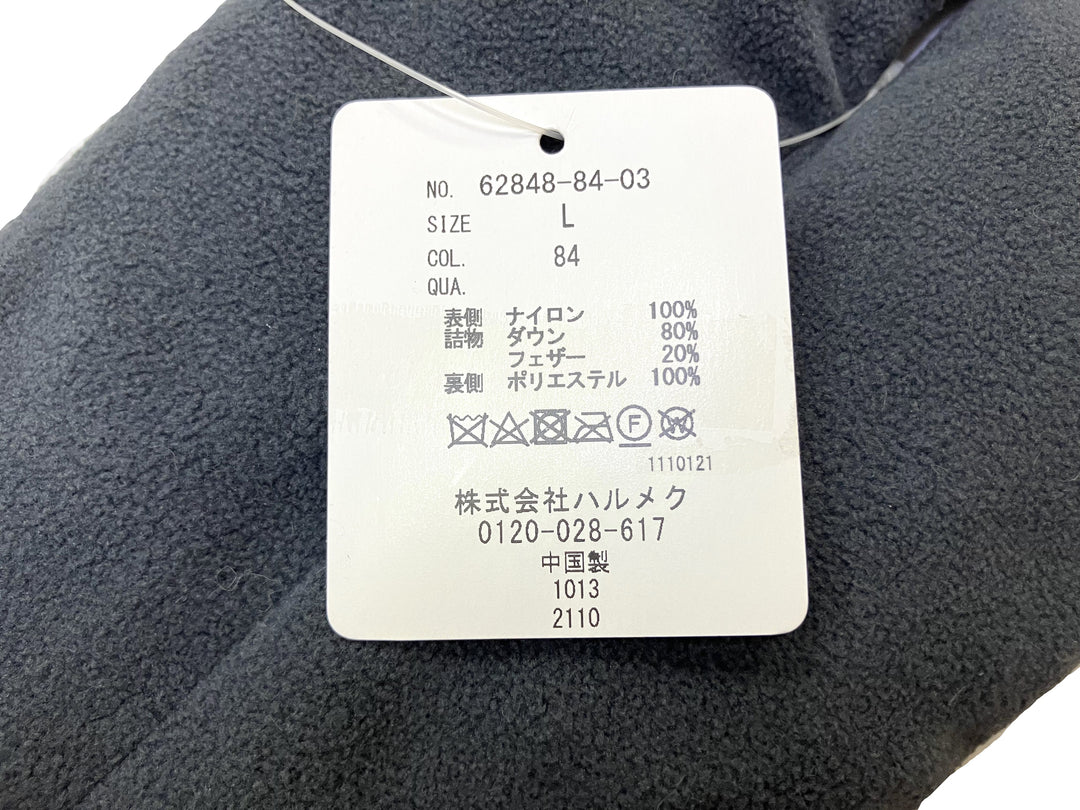 NO. 62848-84-03
SIZE L
COL. 84
QUA.
表側 ナイロン 100%
詰物 ダウン 80%
フェザー 20%
裏側 ポリエステル 100%
F W
1110121
株式会社ハルメク
0120-028-617
中国製
1013
2110